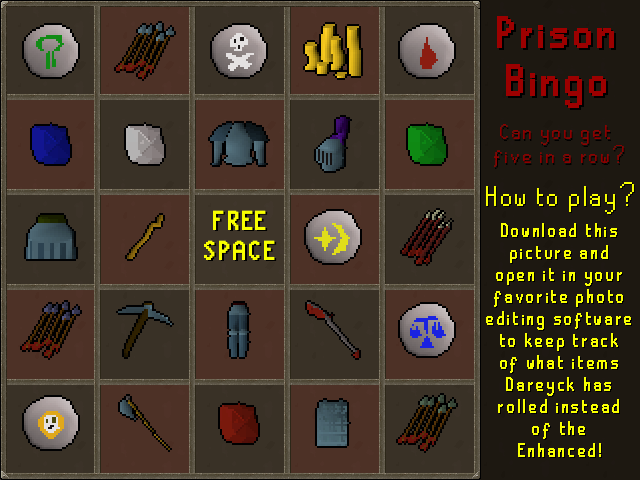 FREE
SPACE
Prison
Bingo
Can you get
five in a row?
How to play?
Download this
picture and
open it in your
favorite photo
editing software
to keep track
of what items
Dareyck has
rolled instead
of the
Enhanced!